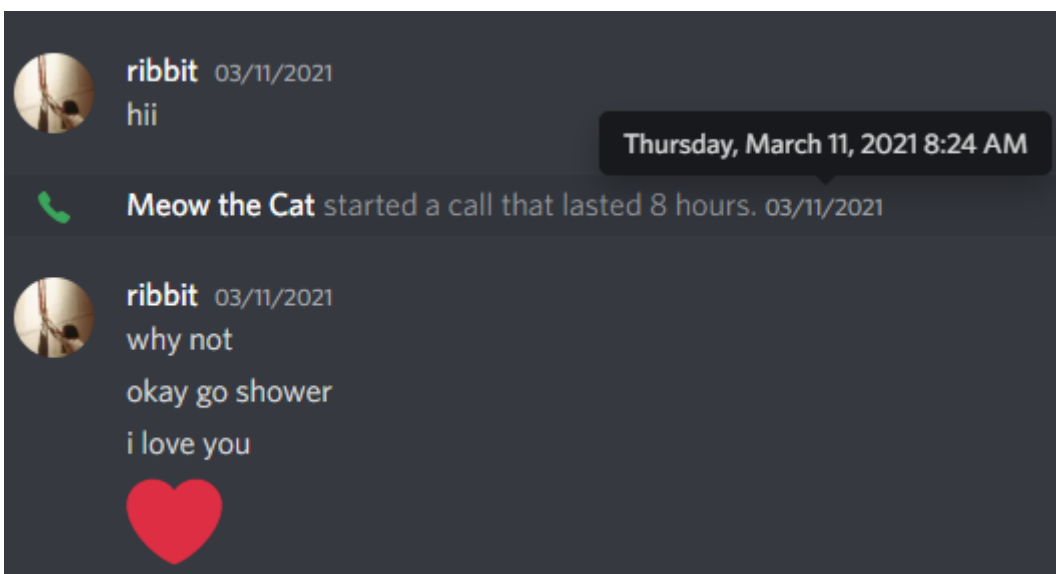 ribbit 03/11/2021
hii
Thursday, March 11, 2021 8:24 AM
Meow the Cat started a call that lasted 8 hours. 03/11/2021
ribbit 03/11/2021
why not
okay go shower
i love you